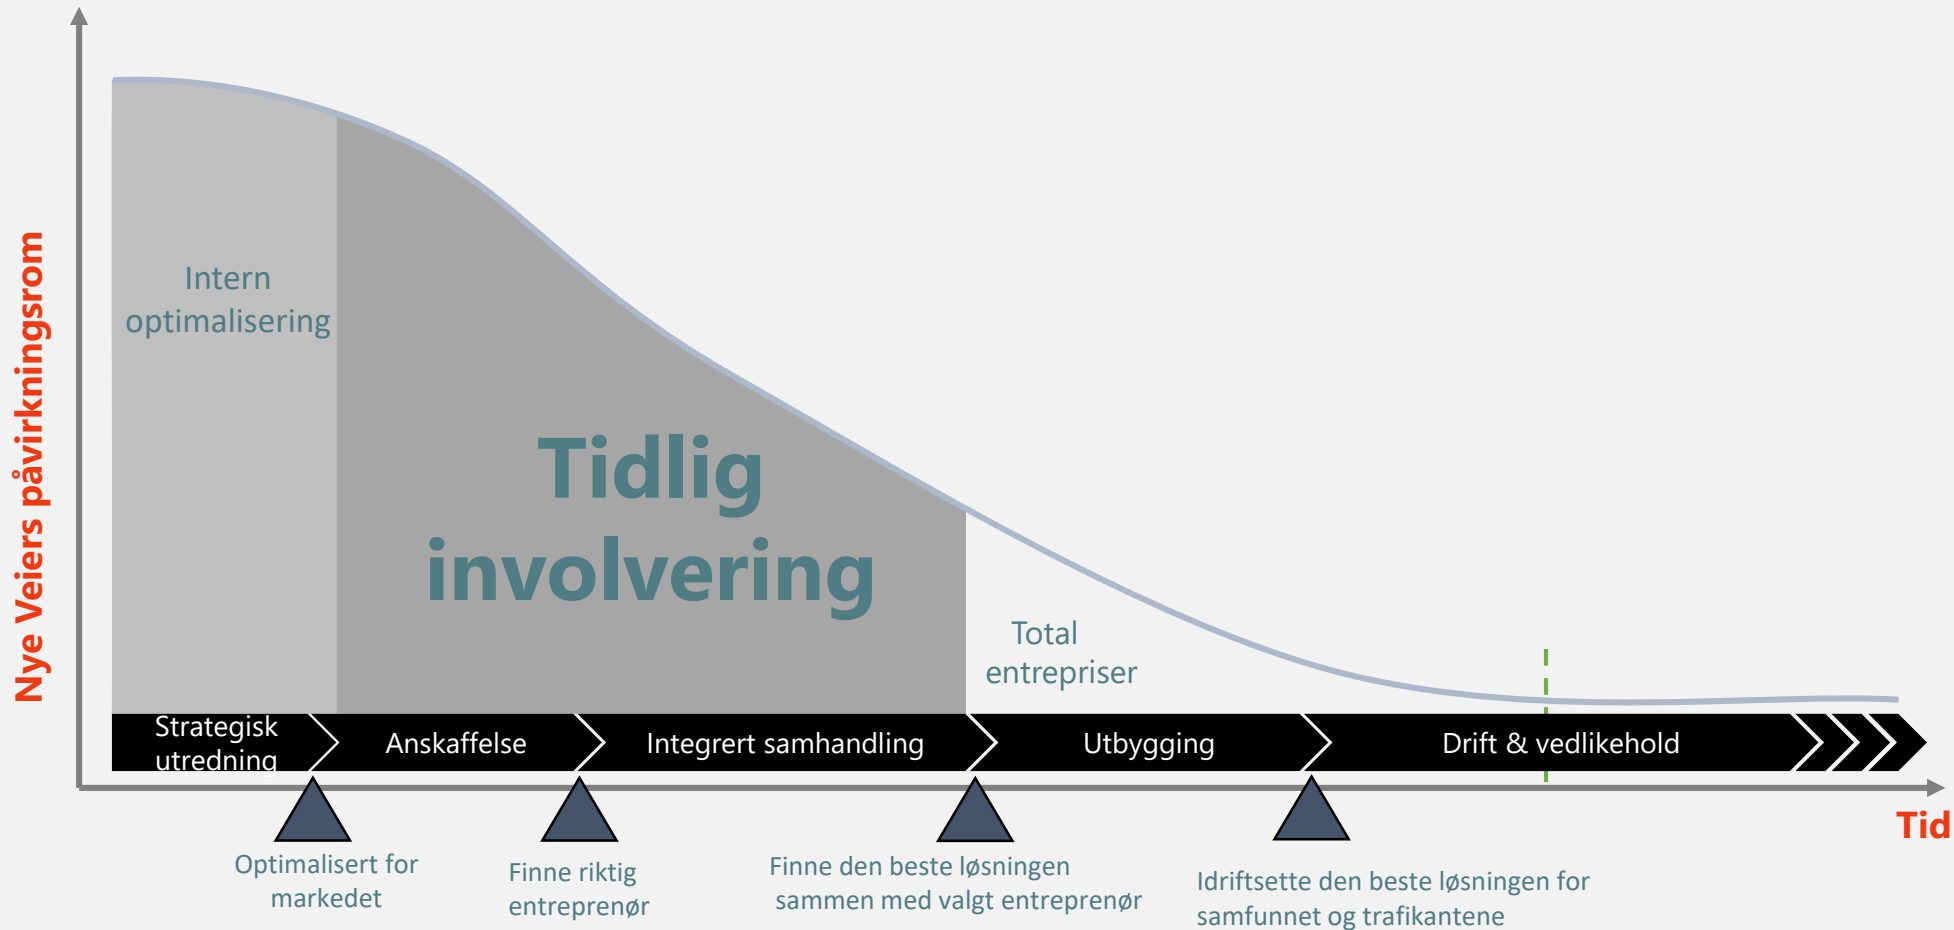 Nye Veiers påvirkningsrom
Intern
optimalisering
Tidlig
involvering
Total
entrepriser
Strategisk
utredning
Anskaffelse
Integrert samhandling
Utbygging
Drift & vedlikehold
Tid
Optimalisert for
markedet
Finne riktig
entreprenør
Finne den beste løsningen
sammen med valgt entreprenør
Idriftsette den beste løsningen for
samfunnet og trafikantene